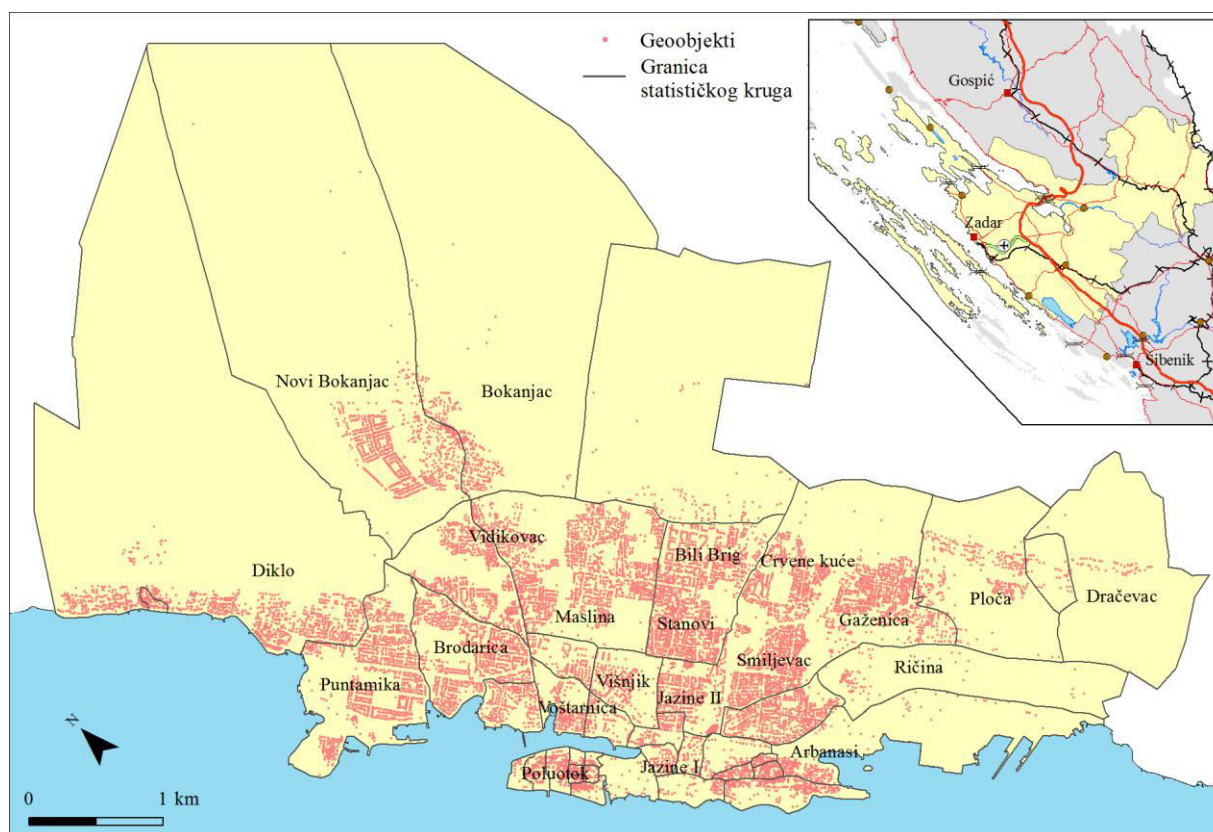 Geoobjekti
Granica
statističkog kruga
Gospić
Zadar
Šibenik
Novi Bokanjac
Bokanjac
Vidikovac
Bili Brig
Crvene kuće
Diklo
Ploča
Dračevac
Maslina
Stanovi
Gaženica
Brodarica
Smiljevac
Ričina
Puntamika
Višnjik
Voštarnica
Jazine II
Arbanasi
Poluotok
Jazine I
N
0
1 km